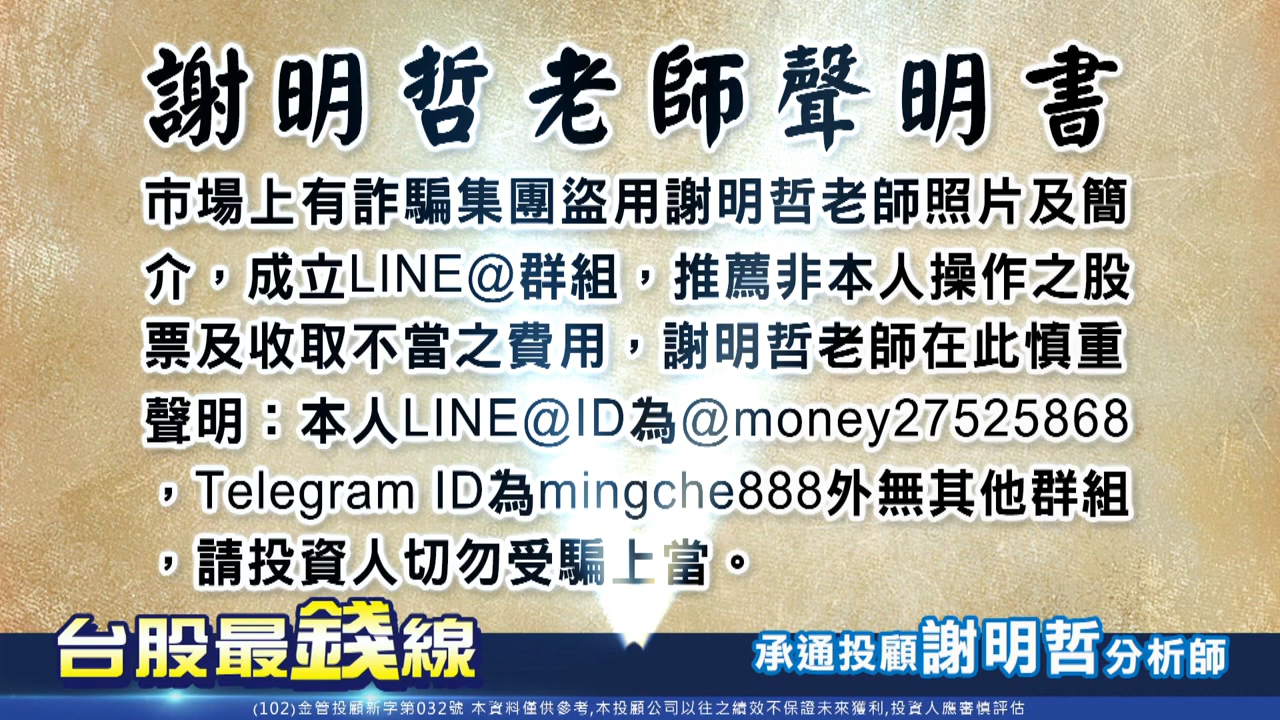 謝明哲老師聲明書
市場上有詐騙集團盜用謝明哲老師照片及簡
介，成立LINE@群組，推薦非本人操作之股
票及收取不當之費用，謝明哲老師在此慎重
聲明：本人LINE@ID為@money27525868
，Telegram ID為mingche888外無其他群組
，請投資人切勿受騙上當。
台股最錢線
承通投顧謝明哲分析師
(102)金管投顧新字第032號 本資料僅供參考,本投顧公司以往之績效不保證未來獲利,投資人應審慎評估